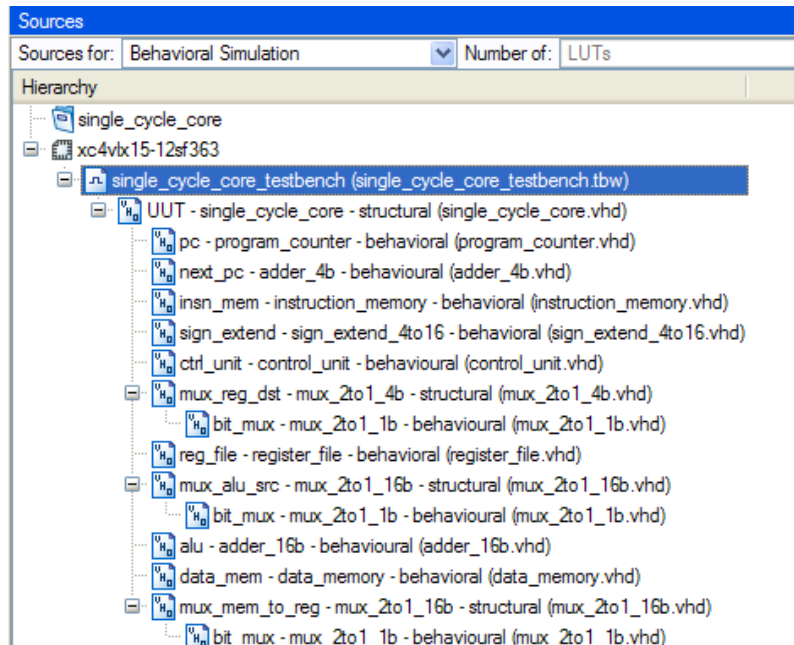 Sources
Sources for: Behavioral Simulation Number of: LUTs
Hierarchy
single_cycle_core
xc4vlx15-12sf363
single_cycle_core_testbench (single_cycle_core_testbench.tbw)
UUT - single_cycle_core - structural (single_cycle_core.vhd)
pc - program_counter - behavioral (program_counter.vhd)
next_pc - adder_4b - behavioural (adder_4b.vhd)
insn_mem - instruction_memory - behavioral (instruction_memory.vhd)
sign_extend - sign_extend_4to16 - behavioral (sign_extend_4to16.vhd)
ctrl_unit - control_unit - behavioural (control_unit.vhd)
mux_reg_dst - mux_2to1_4b - structural (mux_2to1_4b.vhd)
bit_mux - mux_2to1_1b - behavioural (mux_2to1_1b.vhd)
reg_file - register_file - behavioral (register_file.vhd)
mux_alu_src - mux_2to1_16b - structural (mux_2to1_16b.vhd)
bit_mux - mux_2to1_1b - behavioural (mux_2to1_1b.vhd)
alu - adder_16b - behavioural (adder_16b.vhd)
data_mem - data_memory - behavioral (data_memory.vhd)
mux_mem_to_reg - mux_2to1_16b - structural (mux_2to1_16b.vhd)
bit_mux - mux_2to1_1b - behavioural (mux_2to1_1b.vhd)